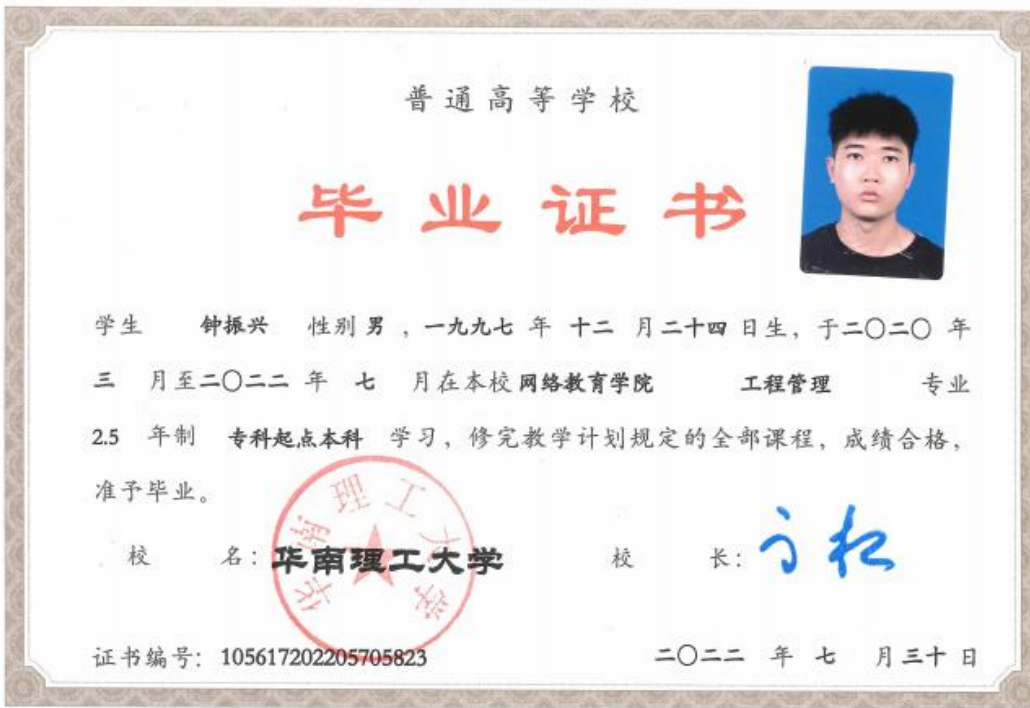 普通高等学校
毕业证书
学生 钟振兴 性别 男 ，一九九七 年 十二 月 二十四 日生，于二〇二〇 年
三 月至二〇二二 年 七 月在本校 网络教育学院 工程管理 专业
2.5 年制 专科起点本科 学习，修完教学计划规定的全部课程，成绩合格，
准予毕业。
华南理工大学
校 名：华南理工大学 校 长：
证书编号：105617202205705823 二〇二二 年 七 月 三十 日